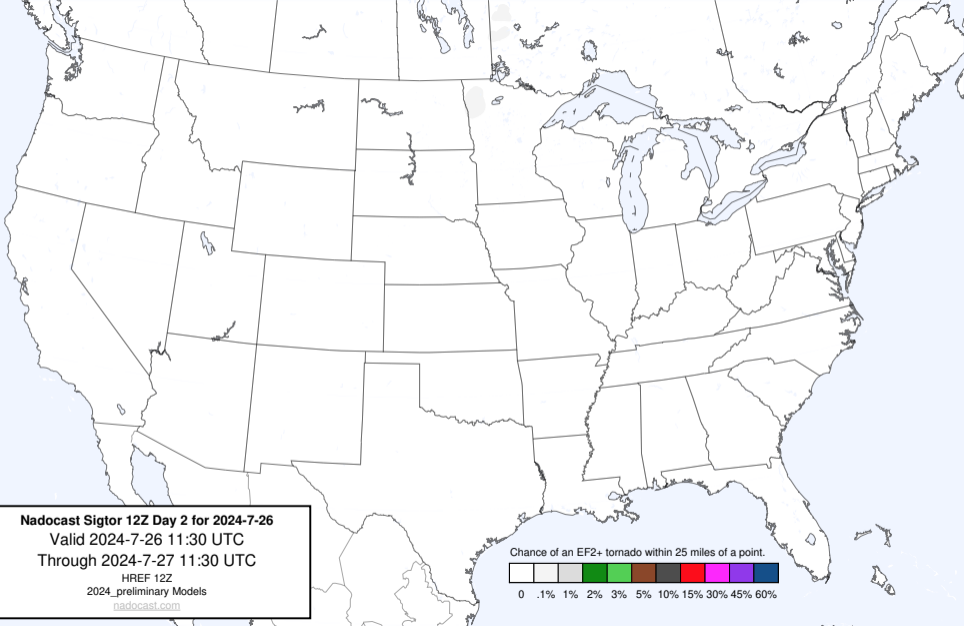 Nadocast Sigtor 12Z Day 2 for 2024-7-26
Valid 2024-7-26 11:30 UTC
Through 2024-7-27 11:30 UTC
HREF 12Z
2024_preliminary Models
nadocast.com
Chance of an EF2+ tornado within 25 miles of a point.
0 .1% 1% 2% 3% 5% 10% 15% 30% 45% 60%